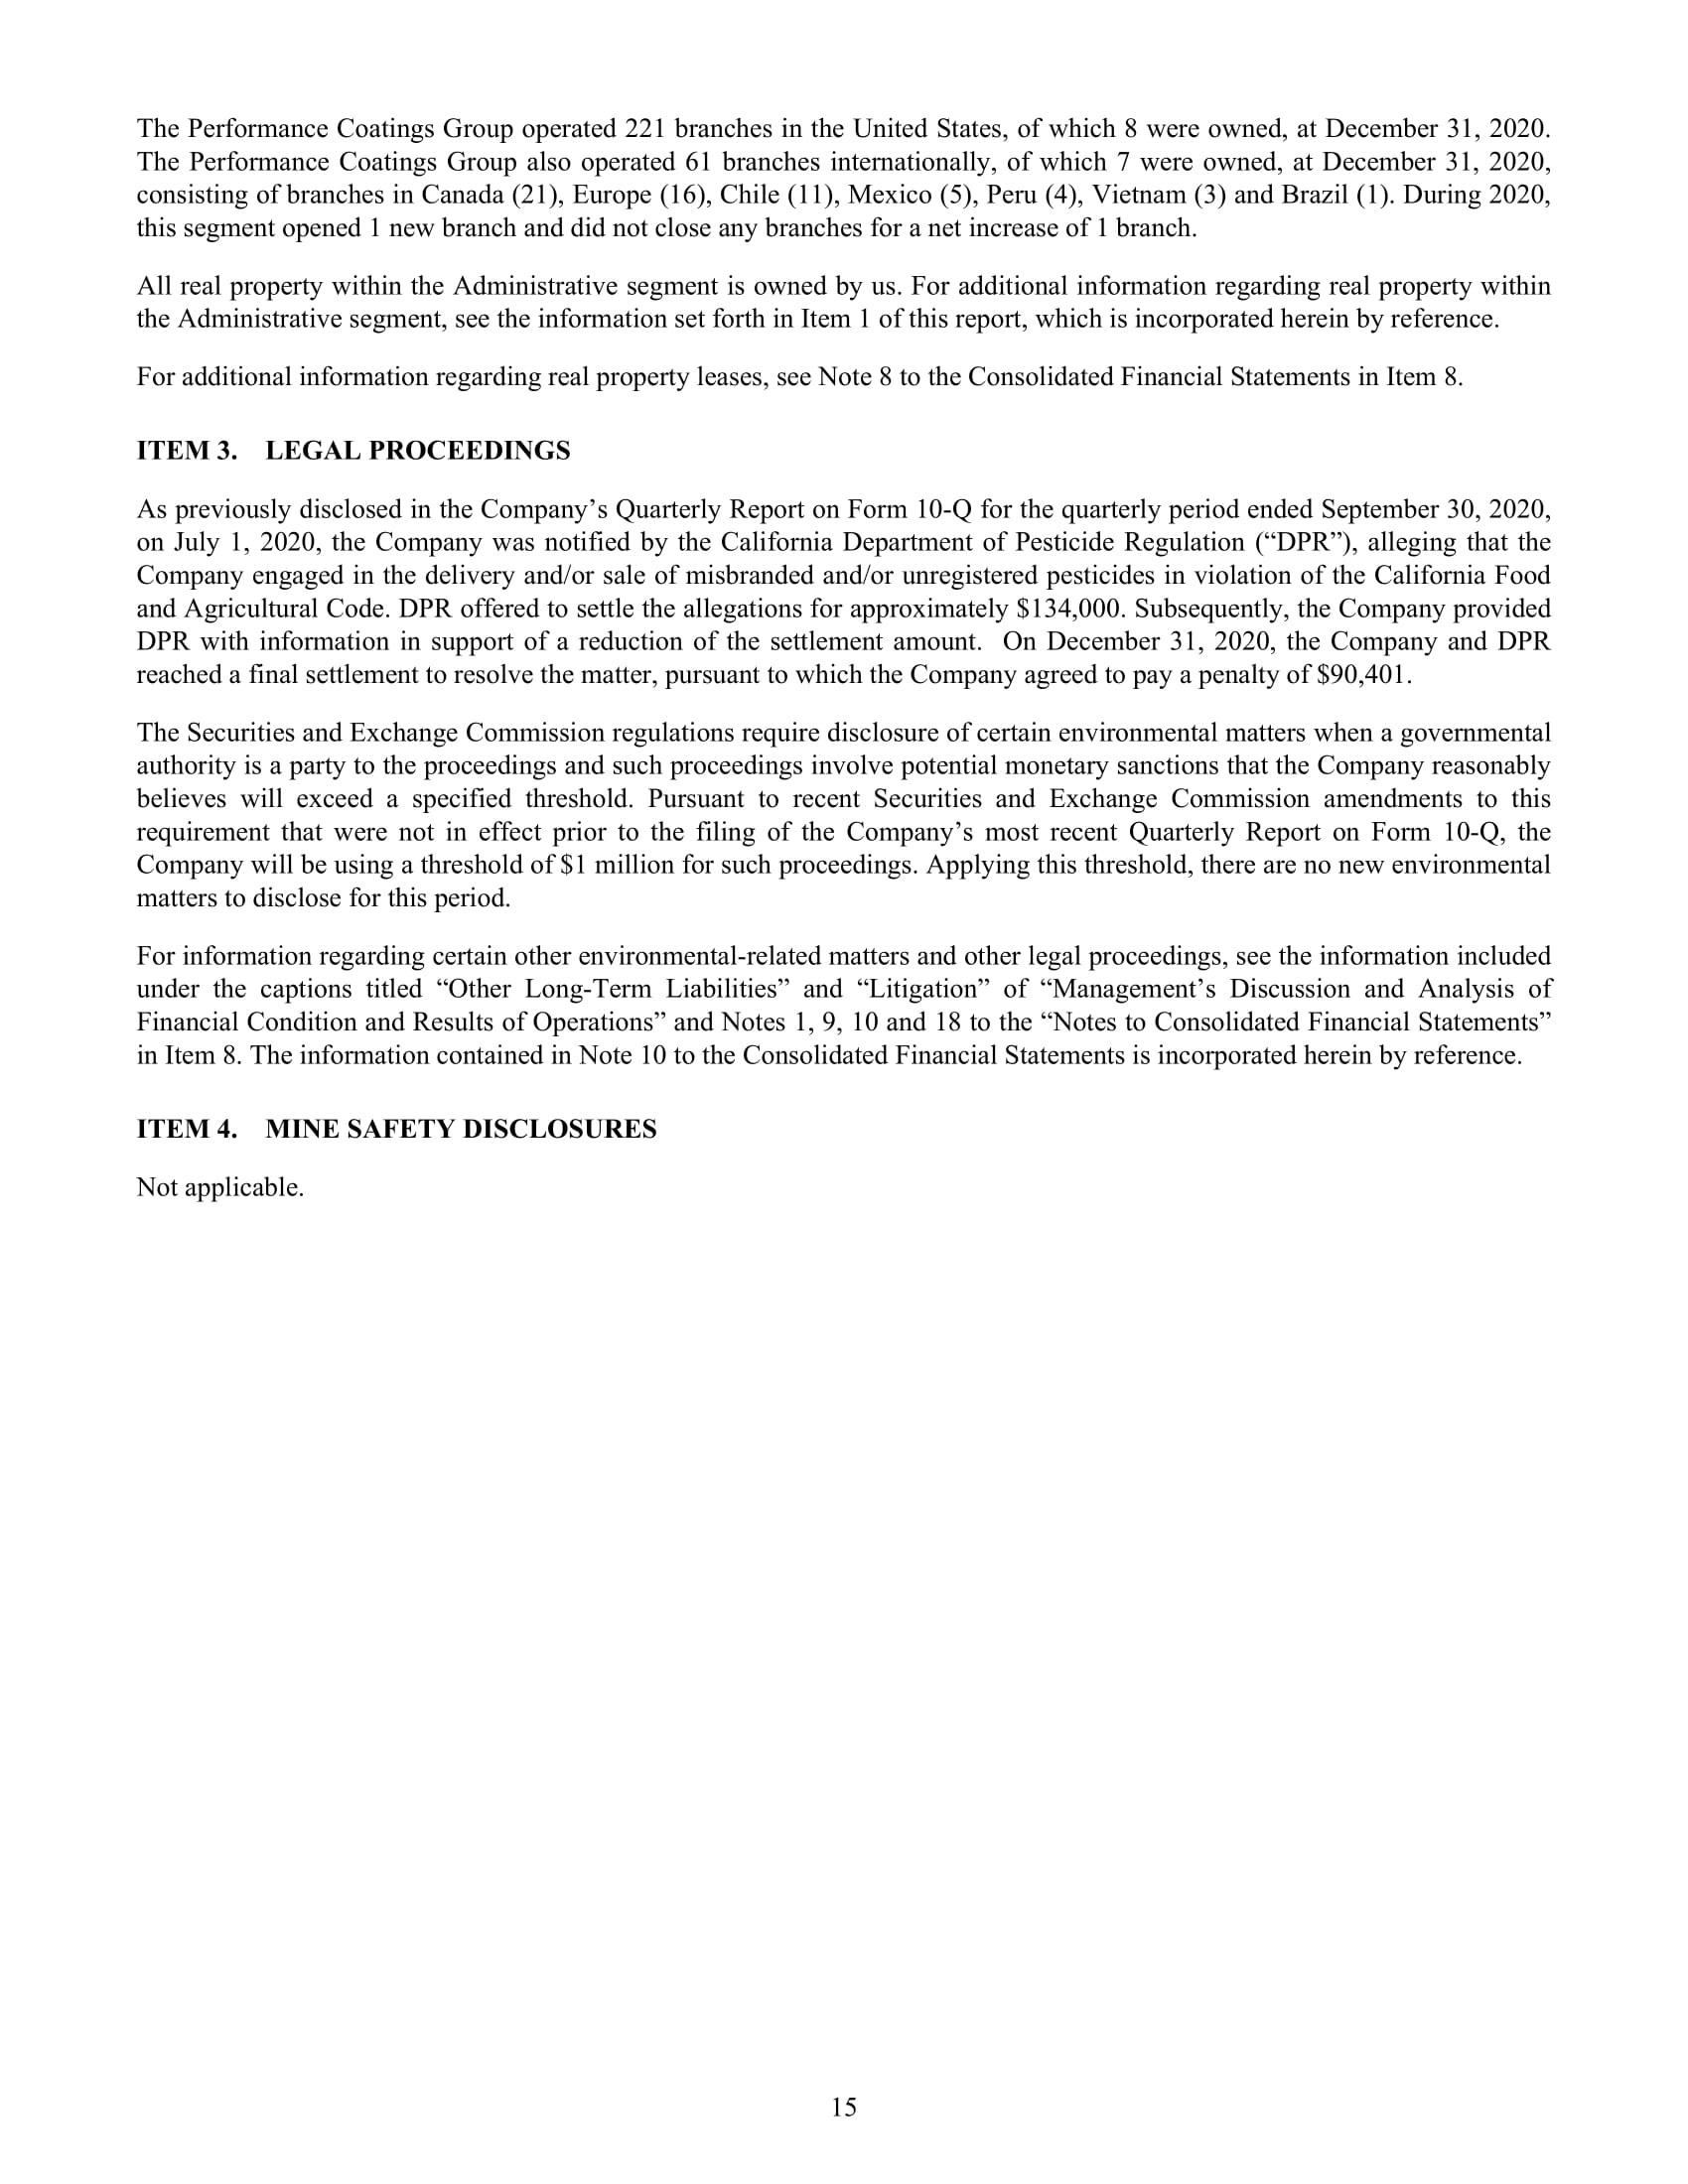 The Performance Coatings Group operated 221 branches in the United States, of which 8 were owned, at December 31, 2020.
The Performance Coatings Group also operated 61 branches internationally, of which 7 were owned, at December 31, 2020,
consisting of branches in Canada (21), Europe (16), Chile (11), Mexico (5), Peru (4), Vietnam (3) and Brazil (1). During 2020,
this segment opened 1 new branch and did not close any branches for a net increase of 1 branch.
All real property within the Administrative segment is owned by us. For additional information regarding real property within
the Administrative segment, see the information set forth in Item 1 of this report, which is incorporated herein by reference.
For additional information regarding real property leases, see Note 8 to the Consolidated Financial Statements in Item 8.
ITEM 3. LEGAL PROCEEDINGS
As previously disclosed in the Company’s Quarterly Report on Form 10-Q for the quarterly period ended September 30, 2020,
on July 1, 2020, the Company was notified by the California Department of Pesticide Regulation (“DPR”), alleging that the
Company engaged in the delivery and/or sale of misbranded and/or unregistered pesticides in violation of the California Food
and Agricultural Code. DPR offered to settle the allegations for approximately $134,000. Subsequently, the Company provided
DPR with information in support of a reduction of the settlement amount.  On December 31, 2020, the Company and DPR
reached a final settlement to resolve the matter, pursuant to which the Company agreed to pay a penalty of $90,401.
The Securities and Exchange Commission regulations require disclosure of certain environmental matters when a governmental
authority is a party to the proceedings and such proceedings involve potential monetary sanctions that the Company reasonably
believes will exceed a specified threshold. Pursuant to recent Securities and Exchange Commission amendments to this
requirement that were not in effect prior to the filing of the Company’s most recent Quarterly Report on Form 10-Q, the
Company will be using a threshold of $1 million for such proceedings. Applying this threshold, there are no new environmental
matters to disclose for this period.
For information regarding certain other environmental-related matters and other legal proceedings, see the information included
under the captions titled “Other Long-Term Liabilities” and “Litigation” of “Management’s Discussion and Analysis of
Financial Condition and Results of Operations” and Notes 1, 9, 10 and 18 to the “Notes to Consolidated Financial Statements”
in Item 8. The information contained in Note 10 to the Consolidated Financial Statements is incorporated herein by reference.
ITEM 4. MINE SAFETY DISCLOSURES
Not applicable.
15